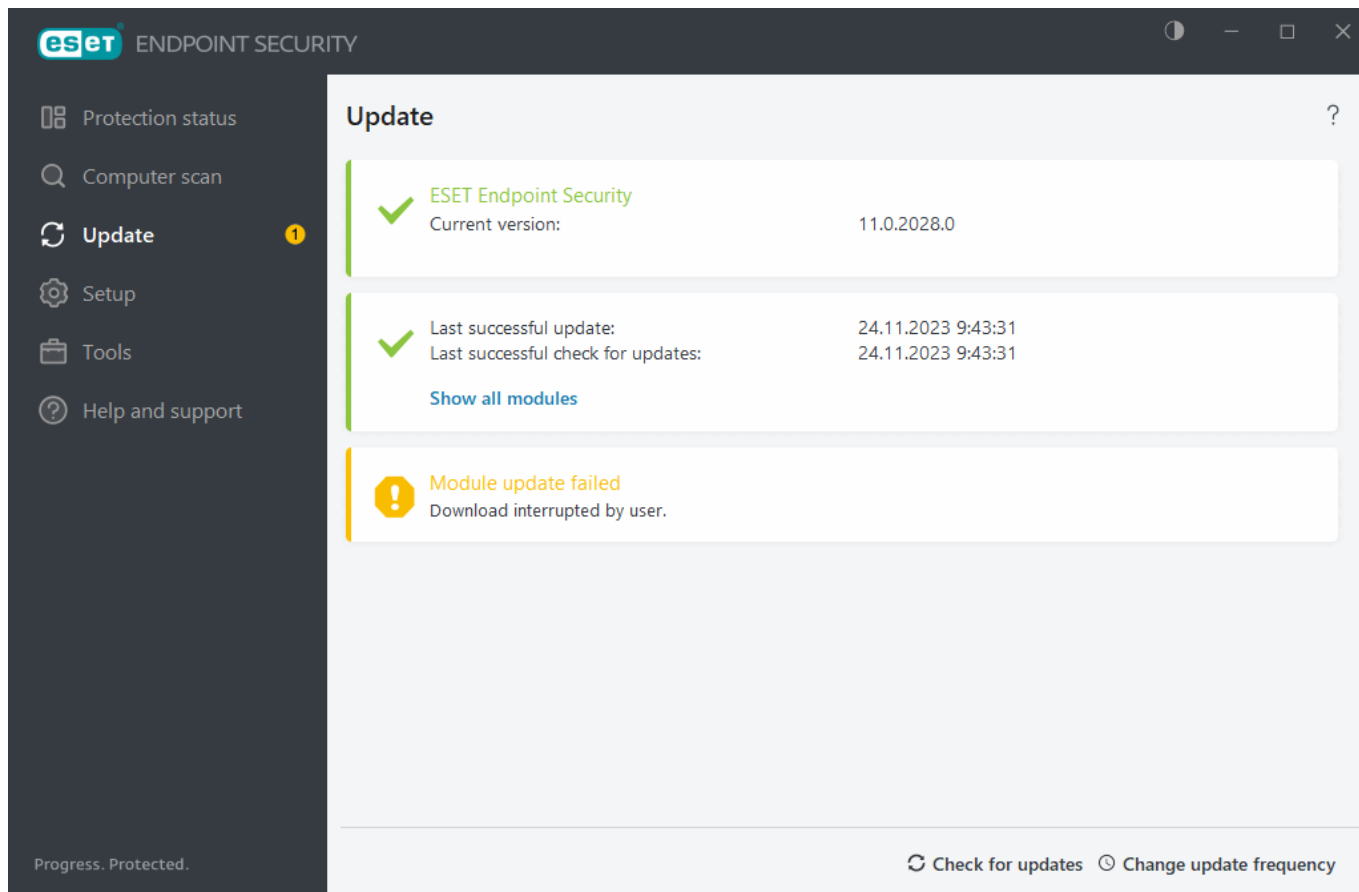 eset ENDPOINT SECURITY
Protection status
Computer scan
Update 1
Setup
Tools
Help and support
Progress. Protected.
Update ?
ESET Endpoint Security
Current version: 11.0.2028.0
Last successful update: 24.11.2023 9:43:31
Last successful check for updates: 24.11.2023 9:43:31
Show all modules
Module update failed
Download interrupted by user.
Check for updates Change update frequency